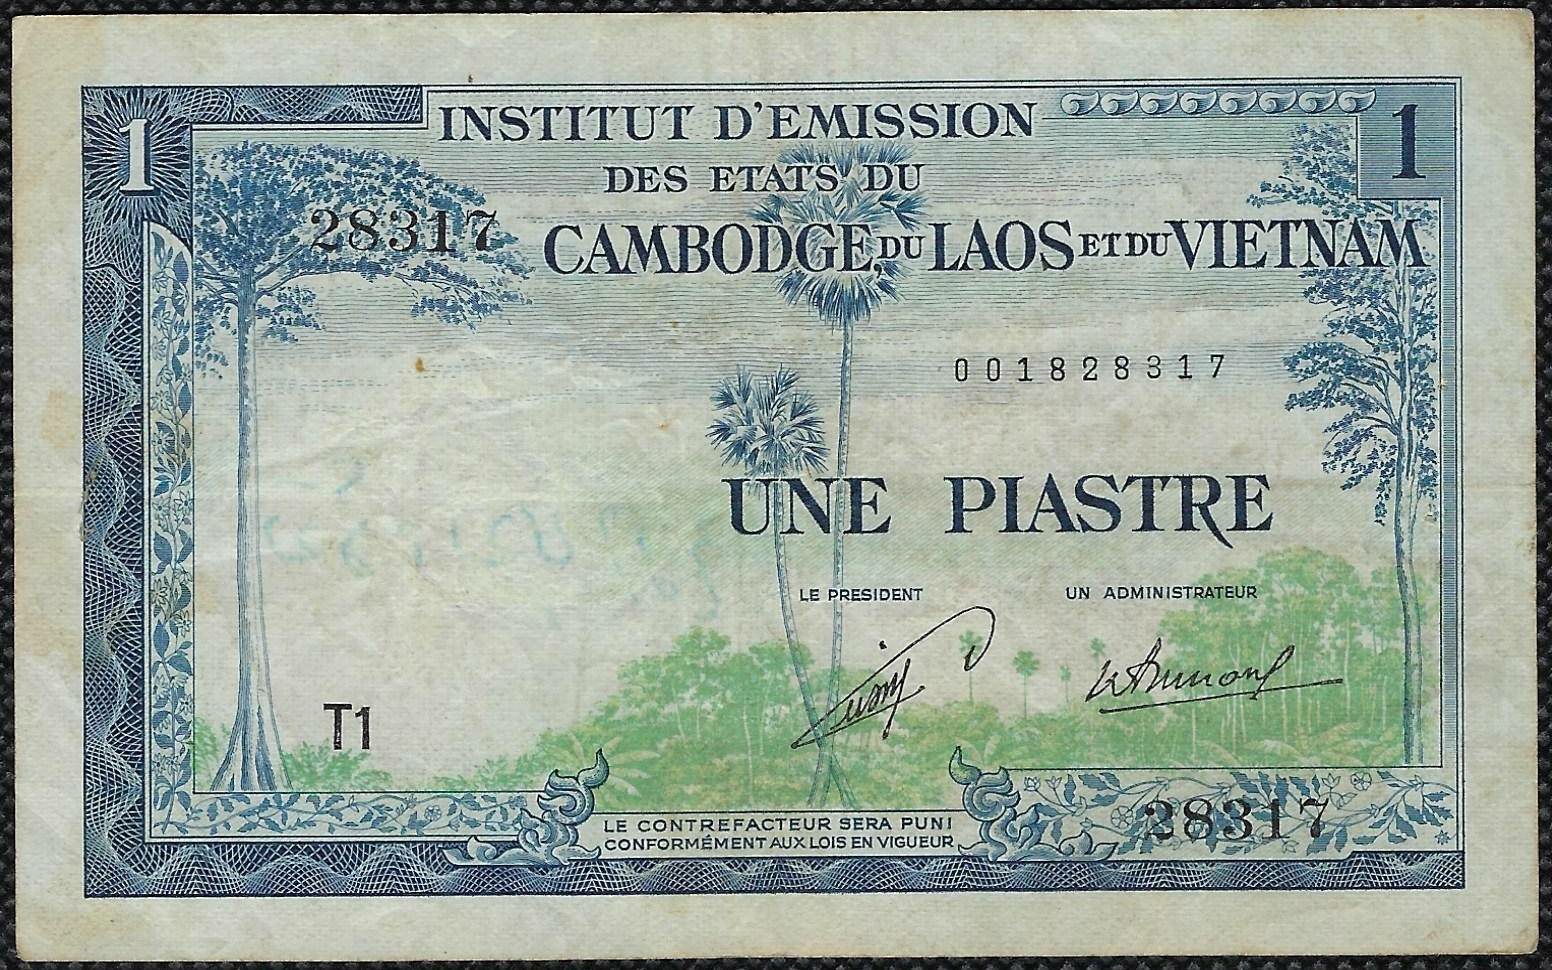 1
INSTITUT D'EMISSION
1
DES ETATS DU
28317
CAMBODGE, DU LAOS ET DU VIETNAM
001828317
UNE PIASTRE
LE PRESIDENT
UN ADMINISTRATEUR
T1
LE CONTREFACTEUR SERA PUNI
CONFORMÉMENT AUX LOIS EN VIGUEUR
28317